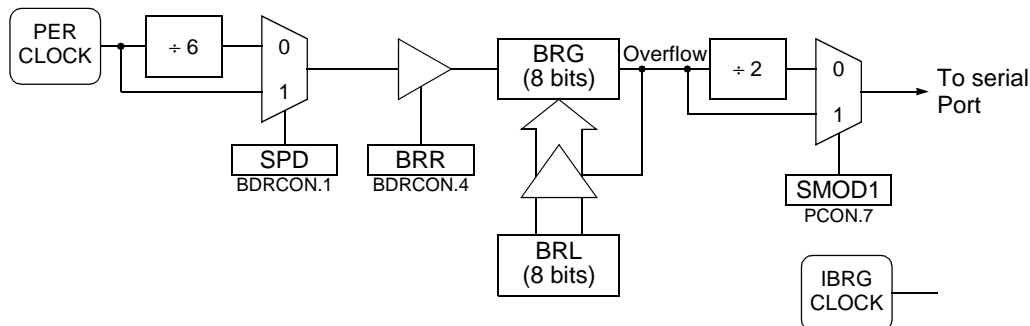 PER
CLOCK
÷ 6
0
1
SPD
BDRCON.1
BRR
BDRCON.4
BRG
(8 bits)
Overflow
BRL
(8 bits)
÷ 2
0
1
SMOD1
PCON.7
To serial
Port
IBRG
CLOCK